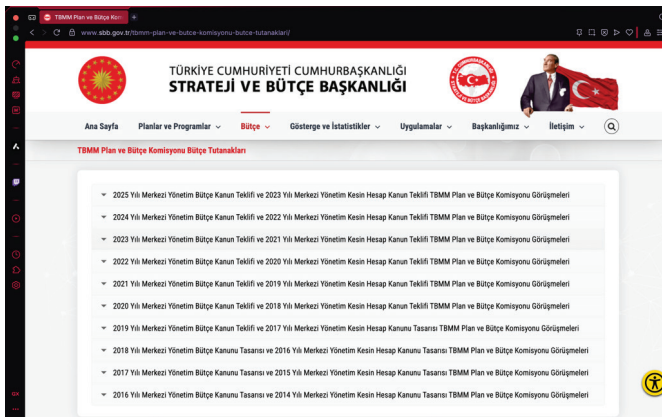 TBMM Plan ve Bütçe Kom
www.sbb.gov.tr/tbmm-plan-ve-butce-komisyonu-butce-tutanaklari/
TÜRKİYE CUMHURİYETİ CUMHURBAŞKANLIĞI
STRATEJİ VE BÜTÇE BAŞKANLIĞI
Ana Sayfa Planlar ve Programlar Bütçe Gösterge ve İstatistikler Uygulamalar Başkanlığımız İletişim
TBMM Plan ve Bütçe Komisyonu Bütçe Tutanakları
2025 Yılı Merkezi Yönetim Bütçe Kanun Teklifi ve 2023 Yılı Merkezi Yönetim Kesin Hesap Kanun Teklifi TBMM Plan ve Bütçe Komisyonu Görüşmeleri
2024 Yılı Merkezi Yönetim Bütçe Kanun Teklifi ve 2022 Yılı Merkezi Yönetim Kesin Hesap Kanun Teklifi TBMM Plan ve Bütçe Komisyonu Görüşmeleri
2023 Yılı Merkezi Yönetim Bütçe Kanun Teklifi ve 2021 Yılı Merkezi Yönetim Kesin Hesap Kanun Teklifi TBMM Plan ve Bütçe Komisyonu Görüşmeleri
2022 Yılı Merkezi Yönetim Bütçe Kanun Teklifi ve 2020 Yılı Merkezi Yönetim Kesin Hesap Kanun Teklifi TBMM Plan ve Bütçe Komisyonu Görüşmeleri
2021 Yılı Merkezi Yönetim Bütçe Kanun Teklifi ve 2019 Yılı Merkezi Yönetim Kesin Hesap Kanun Teklifi TBMM Plan ve Bütçe Komisyonu Görüşmeleri
2020 Yılı Merkezi Yönetim Bütçe Kanun Teklifi ve 2018 Yılı Merkezi Yönetim Kesin Hesap Kanun Teklifi TBMM Plan ve Bütçe Komisyonu Görüşmeleri
2019 Yılı Merkezi Yönetim Bütçe Kanun Teklifi ve 2017 Yılı Merkezi Yönetim Kesin Hesap Kanunu Tasarısı TBMM Plan ve Bütçe Komisyonu Görüşmeleri
2018 Yılı Merkezi Yönetim Bütçe Kanunu Tasarısı ve 2016 Yılı Merkezi Yönetim Kesin Hesap Kanunu Tasarısı TBMM Plan ve Bütçe Komisyonu Görüşmeleri
2017 Yılı Merkezi Yönetim Bütçe Kanunu Tasarısı ve 2015 Yılı Merkezi Yönetim Kesin Hesap Kanunu Tasarısı TBMM Plan ve Bütçe Komisyonu Görüşmeleri
2016 Yılı Merkezi Yönetim Bütçe Kanunu Tasarısı ve 2014 Yılı Merkezi Yönetim Kesin Hesap Kanunu Tasarısı TBMM Plan ve Bütçe Komisyonu Görüşmeleri